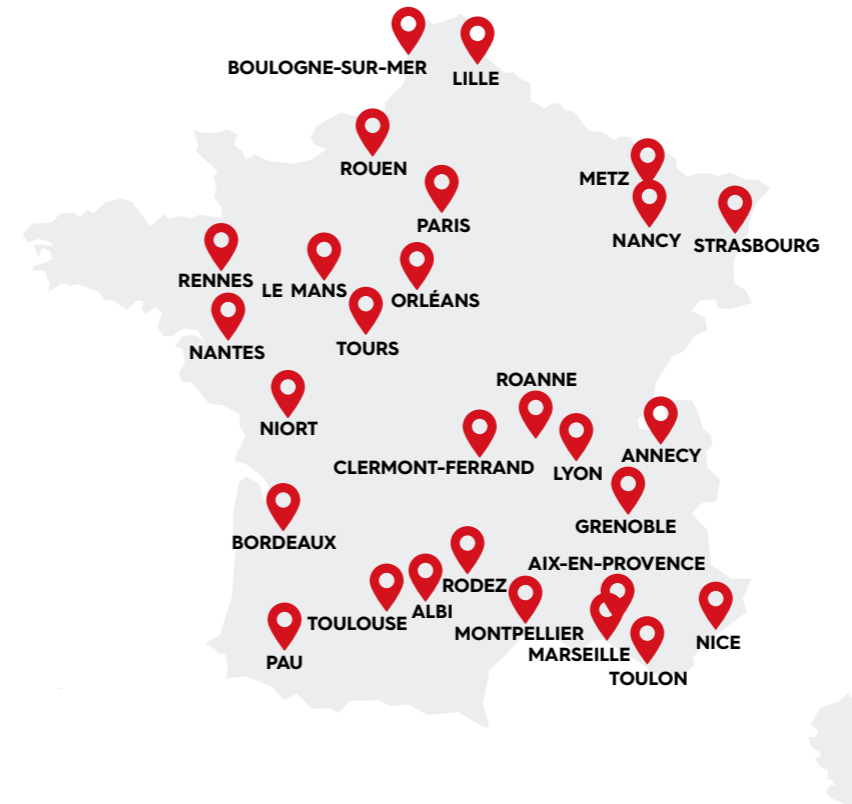 BOULOGNE-SUR-MER
LILLE
ROUEN
METZ
PARIS
NANCY
STRASBOURG
RENNES
LE MANS
ORLÉANS
NANTES
TOURS
ROANNE
NIORT
ANNECY
CLERMONT-FERRAND
LYON
GRENOBLE
BORDEAUX
AIX-EN-PROVENCE
RODEZ
ALBI
TOULOUSE
MONTPELLIER
NICE
MARSEILLE
PAU
TOULON